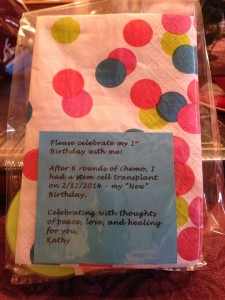 Please celebrate my 1st
Birthday with me!
After 6 rounds of chemo, I
had a stem cell transplant
on 2/12/2014 - my "New"
Birthday.
Celebrating with thoughts
of peace, love, and healing
for you.
Kathy